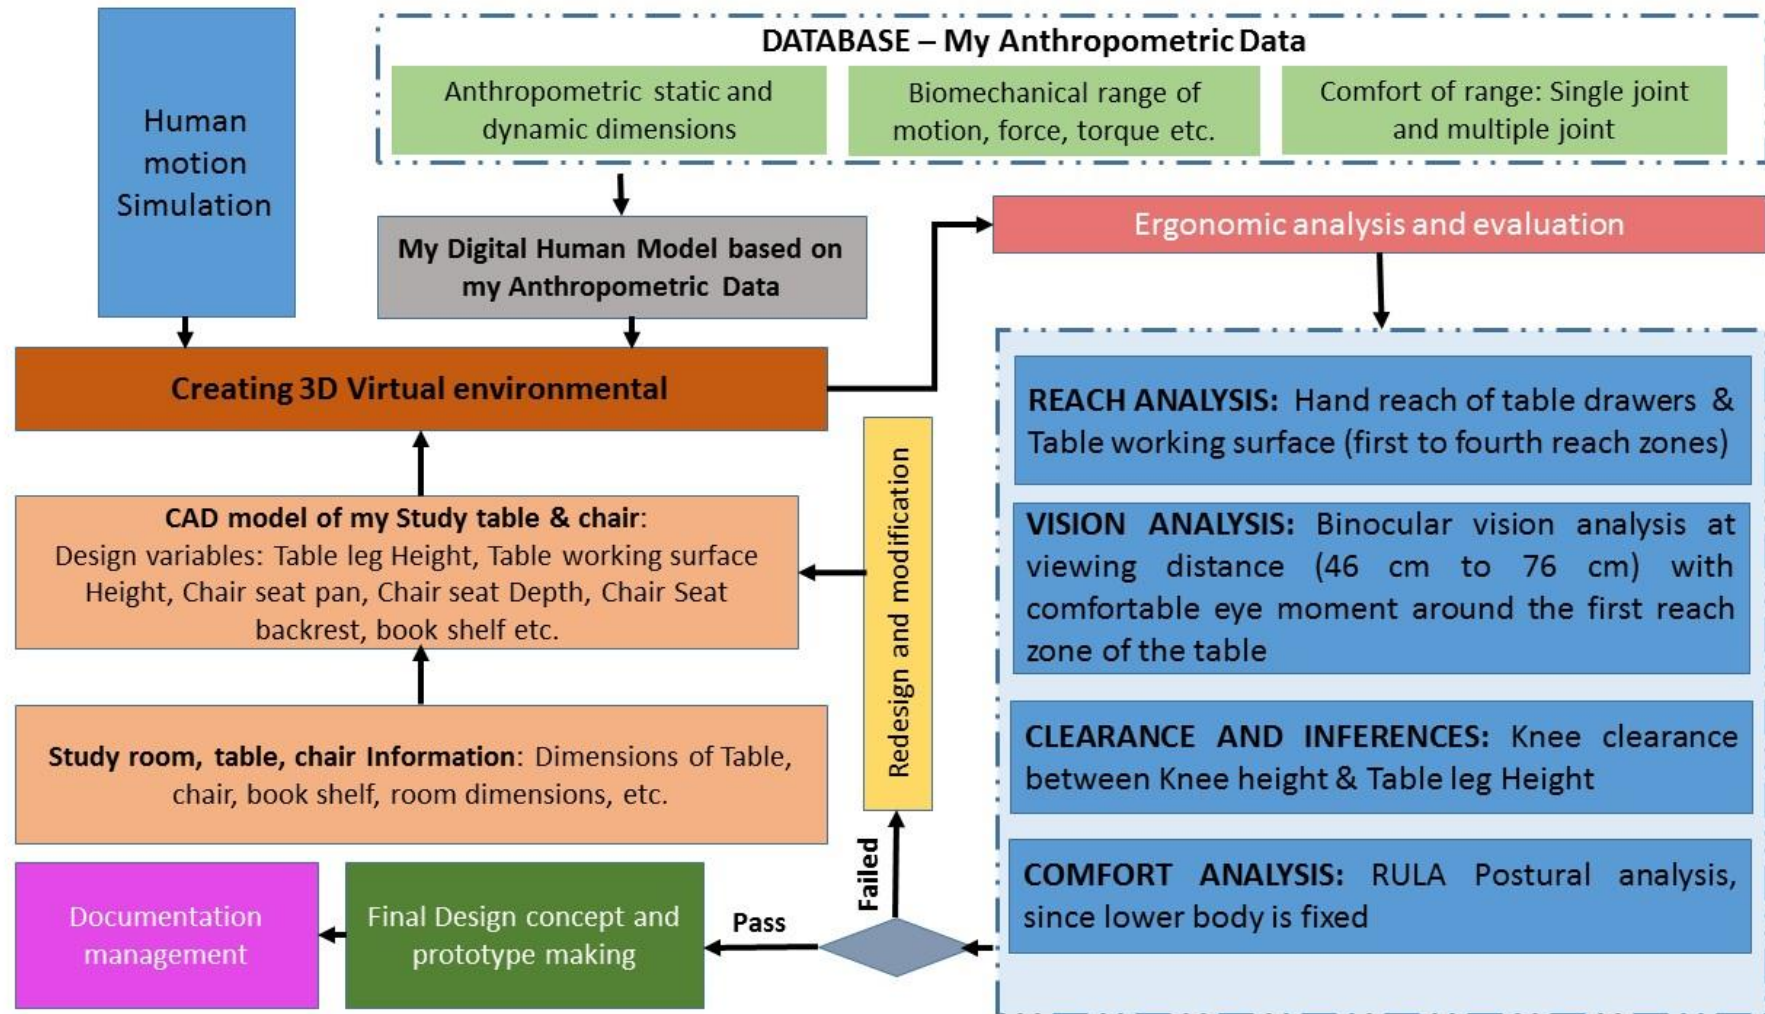 Human
motion
Simulation
DATABASE – My Anthropometric Data
Anthropometric static and
dynamic dimensions
Biomechanical range of
motion, force, torque etc.
Comfort of range: Single joint
and multiple joint
My Digital Human Model based on
my Anthropometric Data
Ergonomic analysis and evaluation
Creating 3D Virtual environmental
REACH ANALYSIS: Hand reach of table drawers &
Table working surface (first to fourth reach zones)
VISION ANALYSIS: Binocular vision analysis at
viewing distance (46 cm to 76 cm) with
comfortable eye moment around the first reach
zone of the table
CLEARANCE AND INFERENCES: Knee clearance
between Knee height & Table leg Height
COMFORT ANALYSIS: RULA Postural analysis,
since lower body is fixed
CAD model of my Study table & chair:
Design variables: Table leg Height, Table working surface
Height, Chair seat pan, Chair seat Depth, Chair Seat
backrest, book shelf etc.
Redesign and modification
Study room, table, chair Information: Dimensions of Table,
chair, book shelf, room dimensions, etc.
Failed
Pass
Final Design concept and
prototype making
Documentation
management